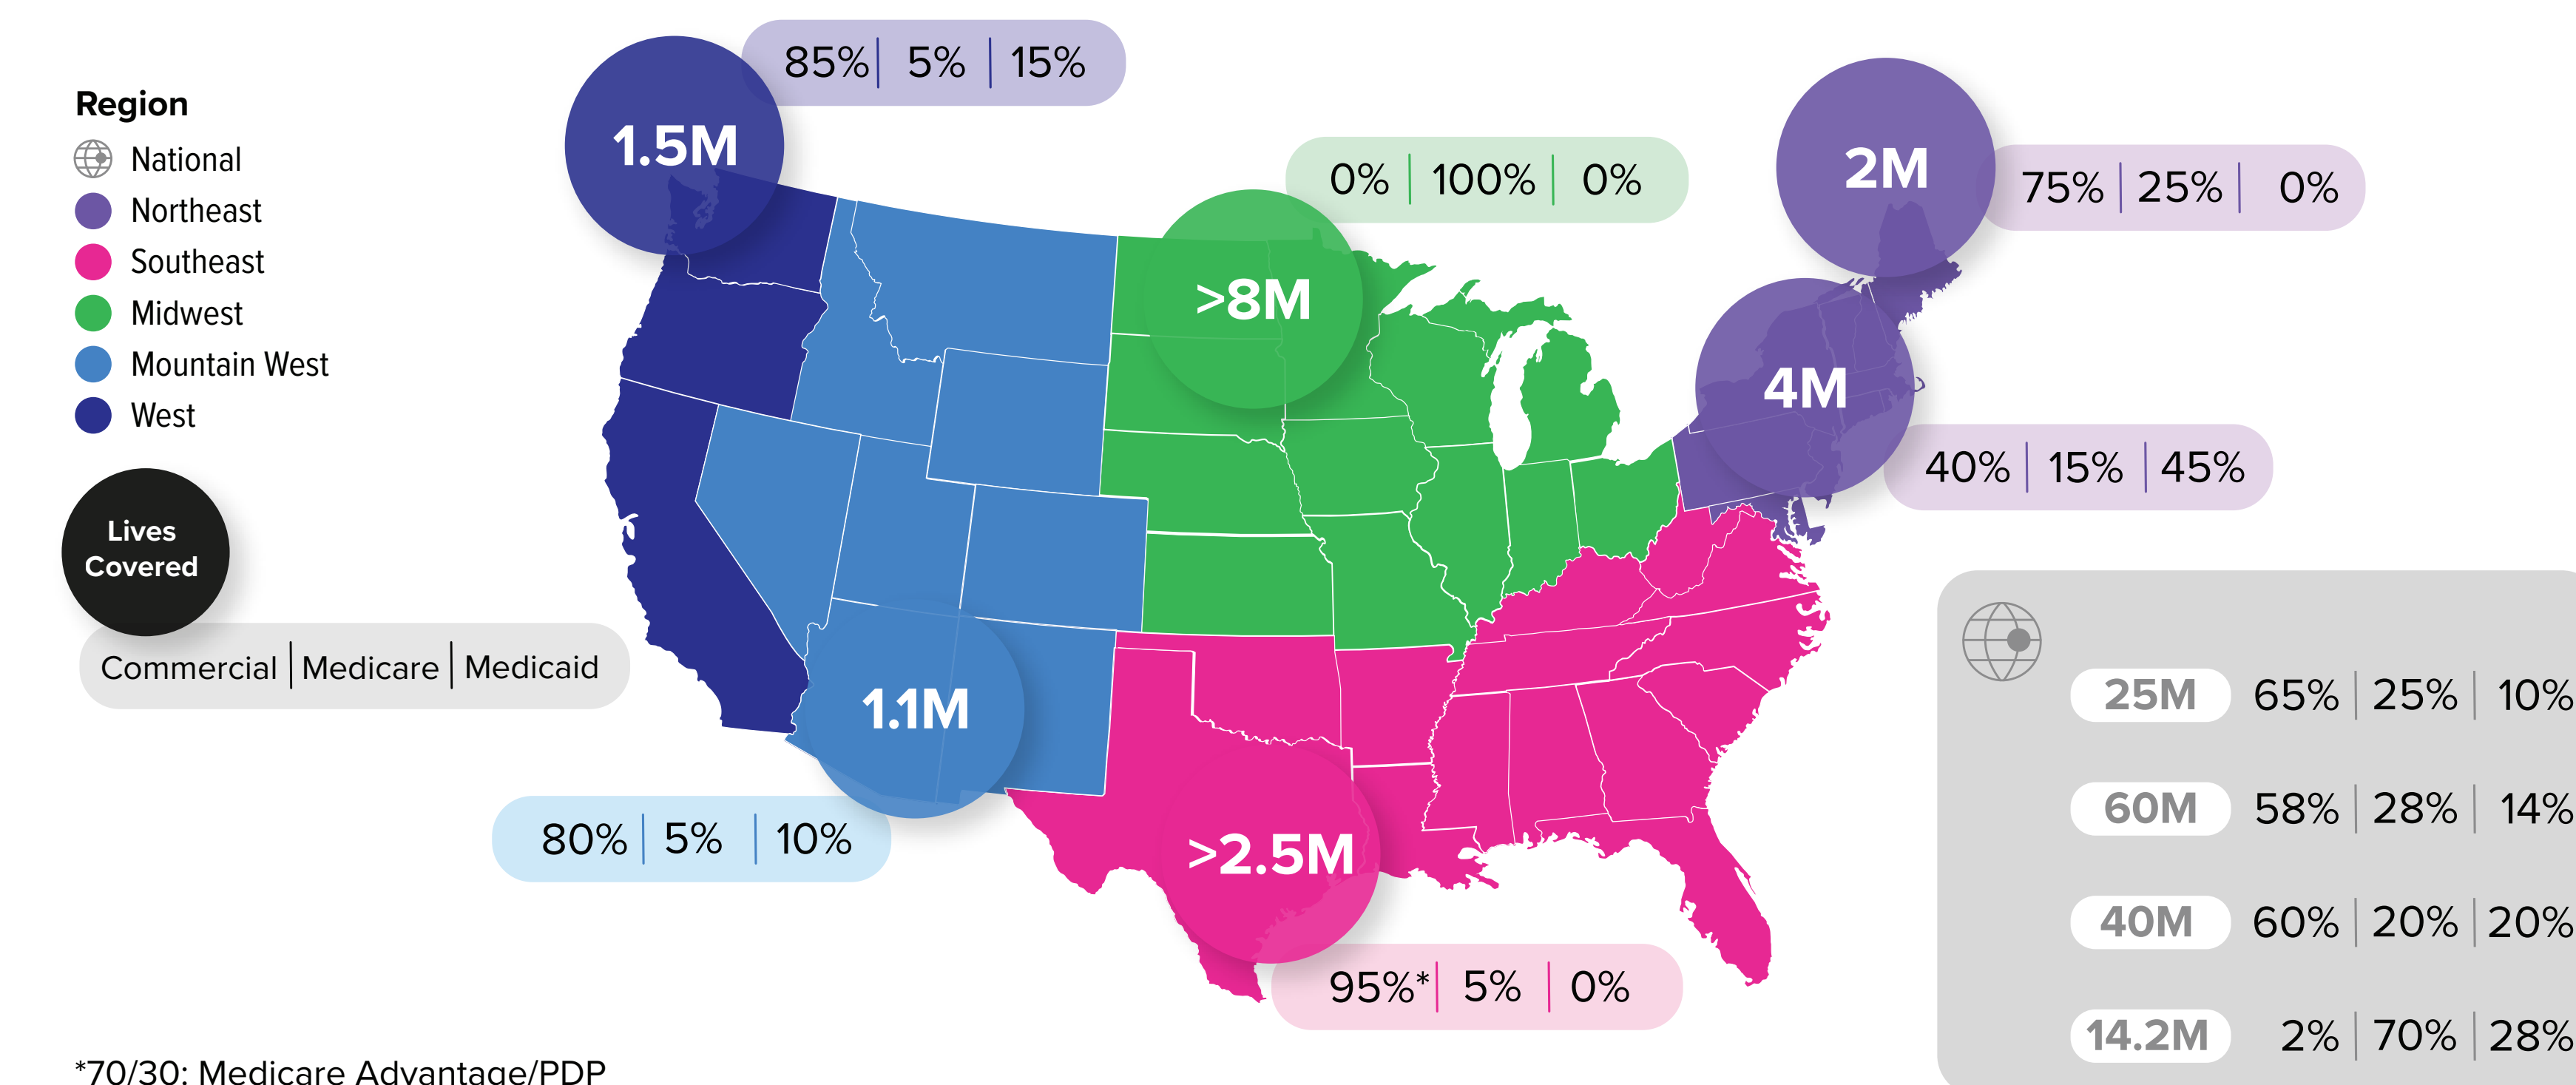 Region
National
Northeast
Southeast
Midwest
Mountain West
West
Lives
Covered
Commercial | Medicare | Medicaid
1.5M
85% | 5% | 15%
>8M
0% | 100% | 0%
2M
75% | 25% | 0%
4M
40% | 15% | 45%
1.1M
80% | 5% | 10%
>2.5M
95%* | 5% | 0%
25M 65% | 25% | 10%
60M 58% | 28% | 14%
40M 60% | 20% | 20%
14.2M 2% | 70% | 28%
*70/30: Medicare Advantage/PDP